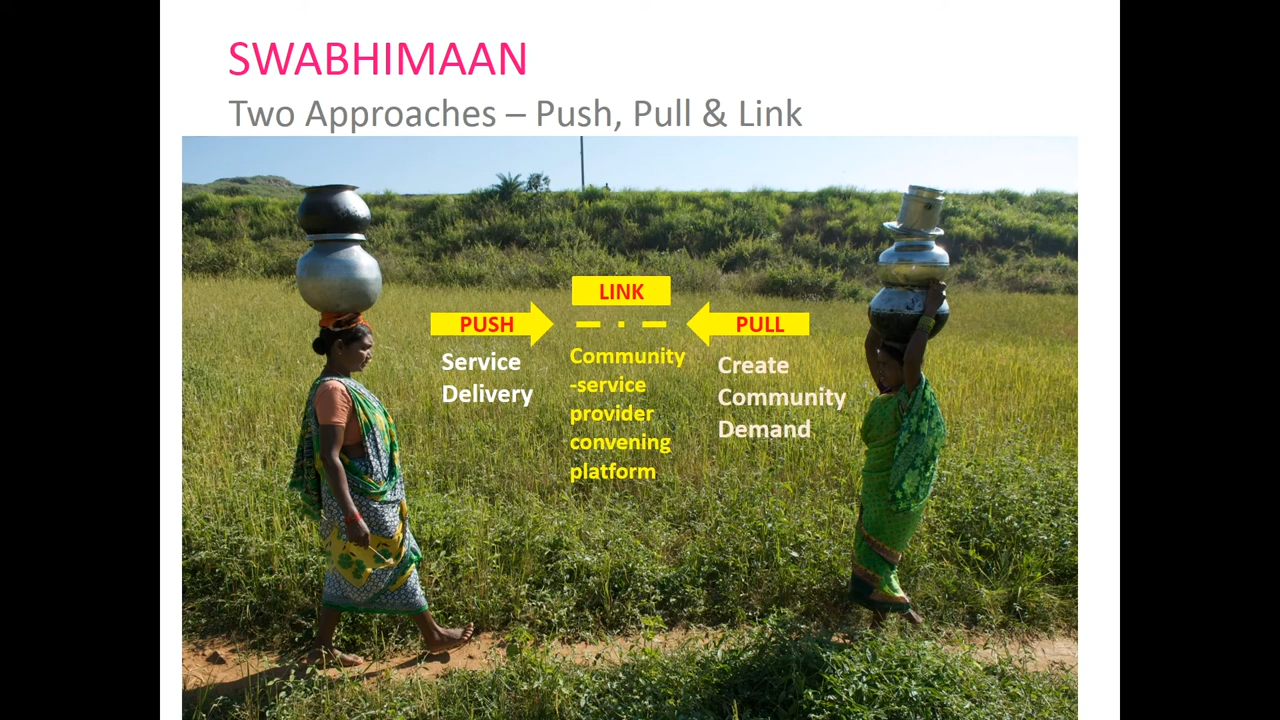 SWABHIMAAN
Two Approaches – Push, Pull & Link
LINK
PUSH
PULL
Service
Delivery
Community
-service
provider
convening
platform
Create
Community
Demand